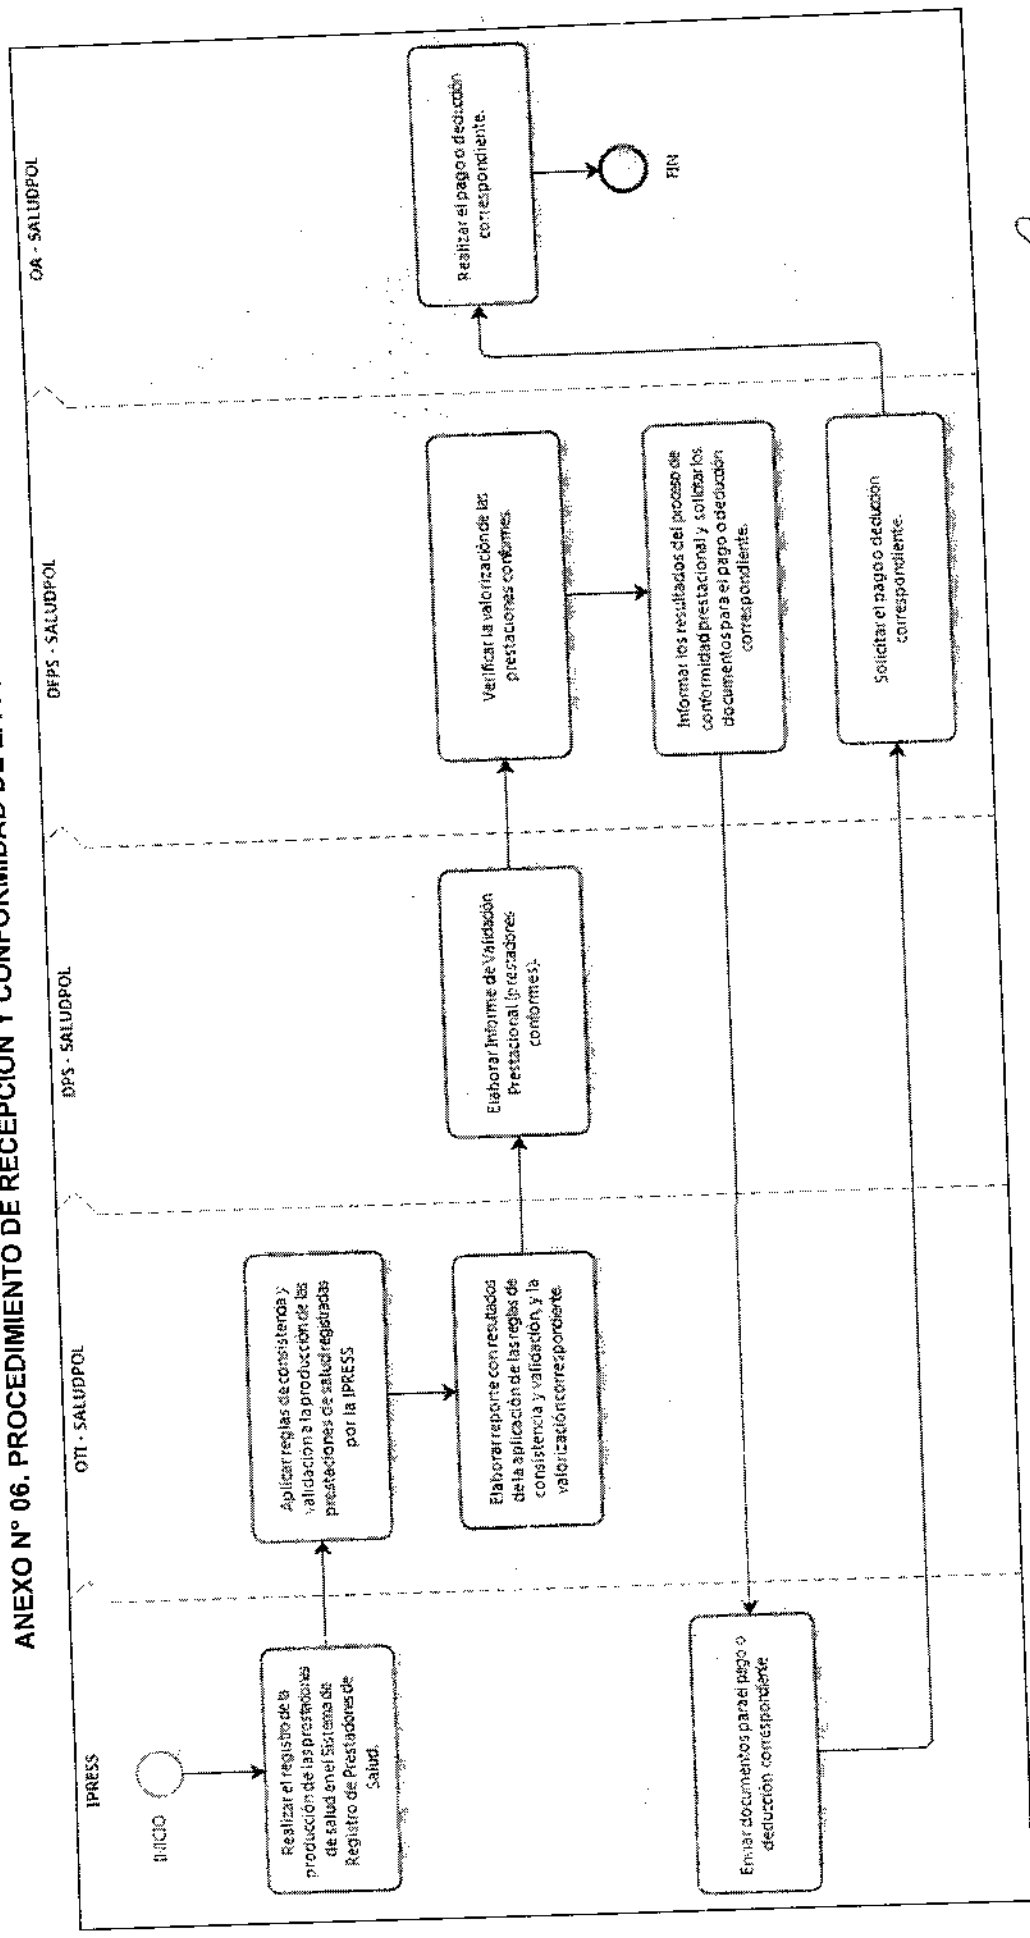 ANEXO N° 06. PROCEDIMIENTO DE RECEPCIÓN Y CONFORMIDAD DE
IPRESS
INICIO
Realizar el registro de la
producción de las prestaciones
de salud en el Sistema de
Registro de Prestaciones de
Salud.
Enviar documentos para el pago o
deducción correspondiente
OTI - SALUDPOL
Aplicar reglas de consistencia y
validación a la producción de las
prestaciones de salud registradas
por la IPRESS
Elaborar reporte con resultados
de la aplicación de las reglas de
consistencia y validación, y la
valorización correspondiente.
DPS - SALUDPOL
Elaborar Informe de Validación
Prestacional (prestaciones
conformes).
DFPS - SALUDPOL
Verificar la valorización de las
prestaciones conformes.
Informar los resultados del proceso de
conformidad prestacional y solicitar los
documentos para el pago o deducción
correspondiente.
Solicitar el pago o deducción
correspondiente.
OA - SALUDPOL
Realizar el pago o deducción
correspondiente.
FIN